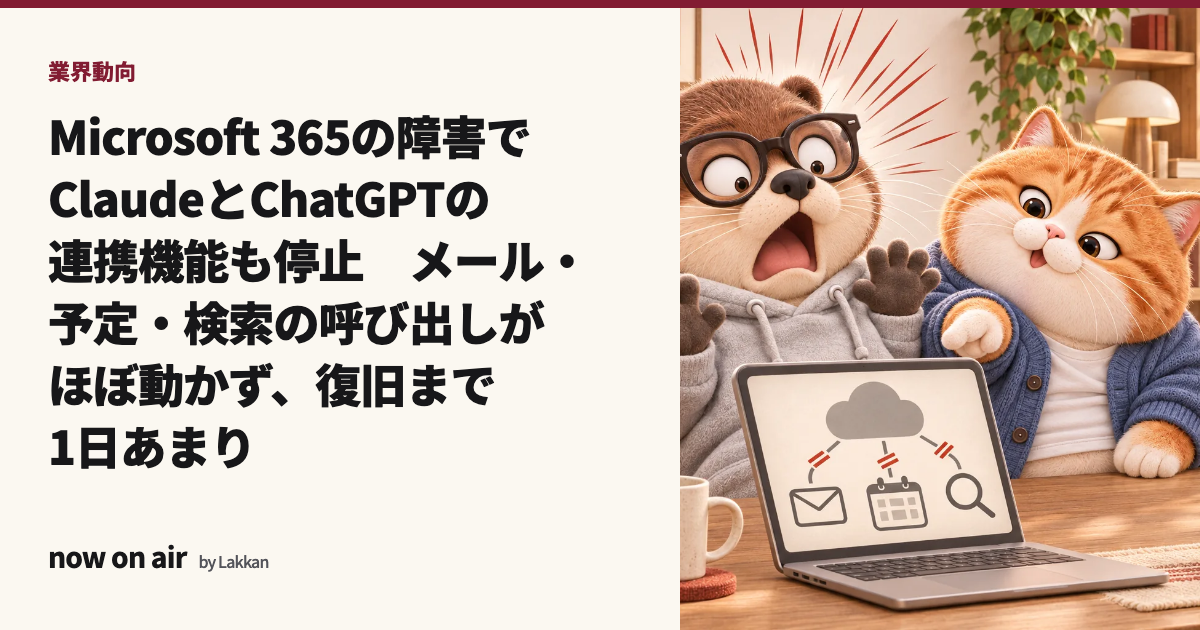 業界動向
Microsoft 365の障害で
ClaudeとChatGPTの
連携機能も停止　メール・
予定・検索の呼び出しが
ほぼ動かず、復旧まで
1日あまり
now on air by Lakkan